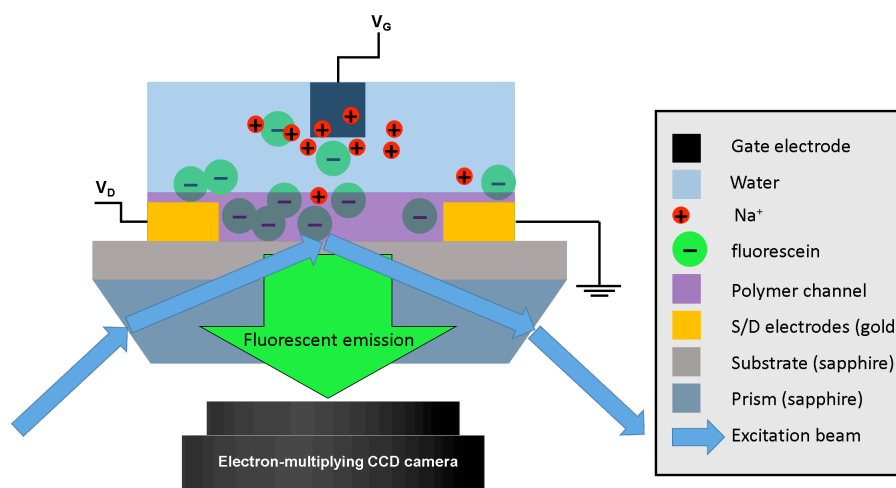 V_G
V_D
Fluorescent emission
Electron-multiplying CCD camera
Gate electrode
Water
Na⁺
fluorescein
Polymer channel
S/D electrodes (gold
Substrate (sapphire)
Prism (sapphire)
Excitation beam